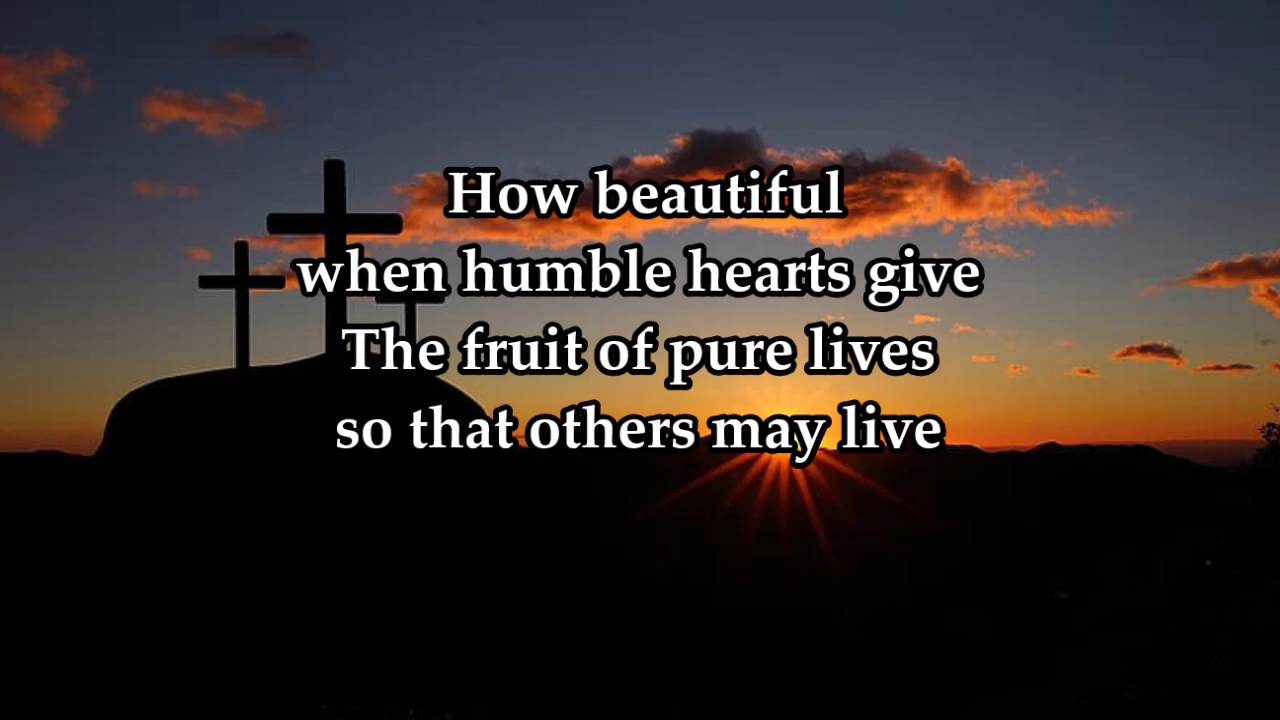 How beautiful
when humble hearts give
The fruit of pure lives
so that others may live